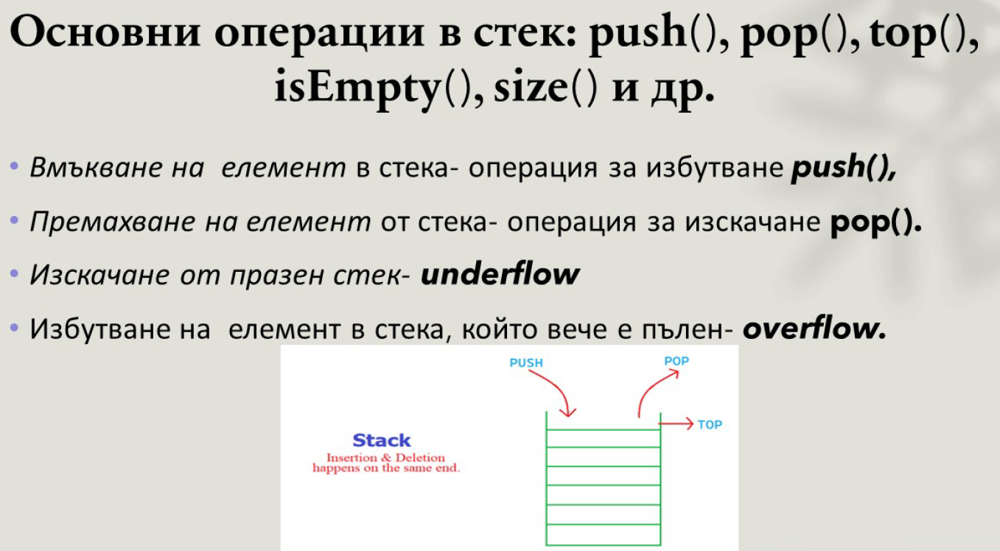 Основни операции в стек: push(), pop(), top(),
isEmpty(), size() и др.
• Вмъкване на елемент в стека- операция за избутване push(),
• Премахване на елемент от стека- операция за изскачане pop().
• Изскачане от празен стек- underflow
• Избутване на елемент в стека, който вече е пълен- overflow.
PUSH
POP
TOP
Stack
Insertion & Deletion
happens on the same end.